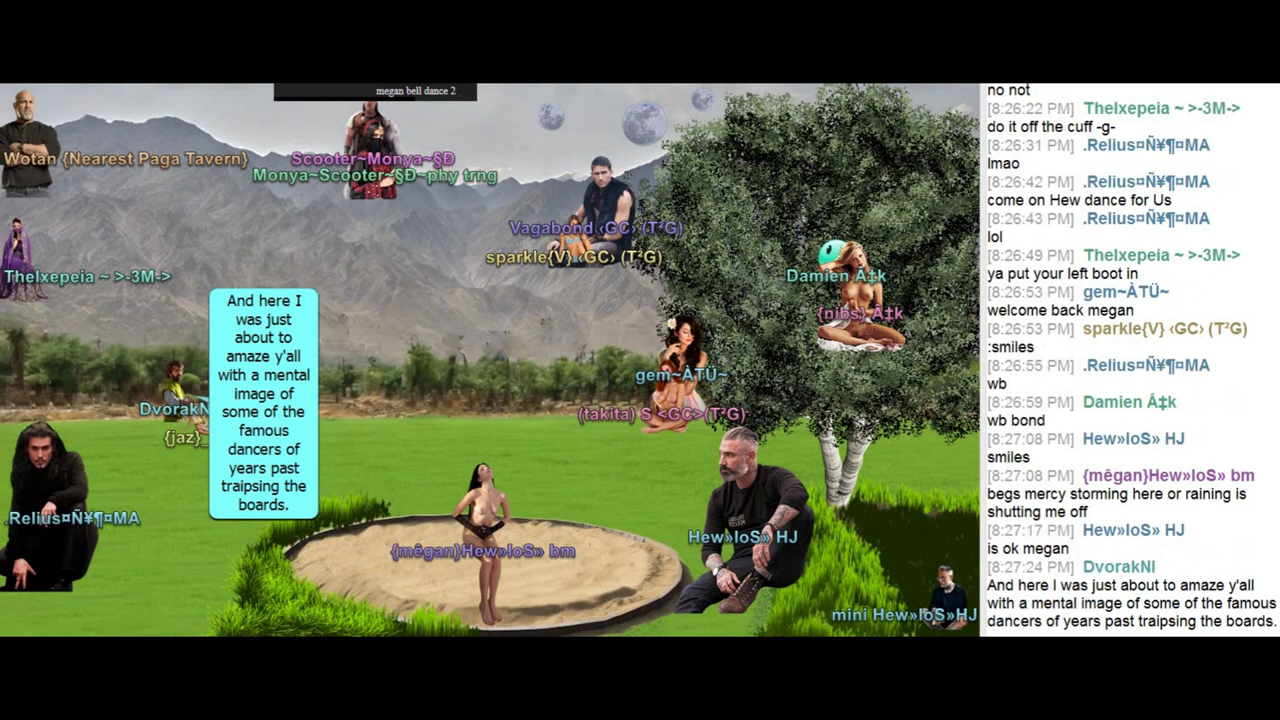 megan bell dance 2
Wotan {Nearest Paga Tavern}
Scooter~Monya~§Ð
Monya~Scooter~§Ð~phy trng
Vagabond ‹GC› (T²G)
sparkle{V} ‹GC› (T²G)
Thelxepeia ~ >-3M->
Damien Â‡k
{nibs} Â‡k
And here I
was just
about to
amaze y'all
with a mental
image of
some of the
famous
dancers of
years past
traipsing the
boards.
gem~ÀTÜ~
(takita) S <GC>(T²G)
DvorakN
{jaz}
.Relius¤Ñ¥¶¤MA
{mêgan}Hew»IoS» bm
Hew»IoS» HJ
mini Hew»IoS»HJ
no not
[8:26:22 PM] Thelxepeia ~ >-3M->
do it off the cuff -g-
[8:26:31 PM] .Relius¤Ñ¥¶¤MA
lmao
[8:26:42 PM] .Relius¤Ñ¥¶¤MA
come on Hew dance for Us
[8:26:43 PM] .Relius¤Ñ¥¶¤MA
lol
[8:26:49 PM] Thelxepeia ~ >-3M->
ya put your left boot in
[8:26:53 PM] gem~ÀTÜ~
welcome back megan
[8:26:53 PM] sparkle{V} ‹GC› (T²G)
:smiles
[8:26:55 PM] .Relius¤Ñ¥¶¤MA
wb
[8:26:59 PM] Damien Â‡k
wb bond
[8:27:08 PM] Hew»IoS» HJ
smiles
[8:27:08 PM] {mêgan}Hew»IoS» bm
begs mercy storming here or raining is
shutting me off
[8:27:17 PM] Hew»IoS» HJ
is ok megan
[8:27:24 PM] DvorakNI
And here I was just about to amaze y'all
with a mental image of some of the famous
dancers of years past traipsing the boards.